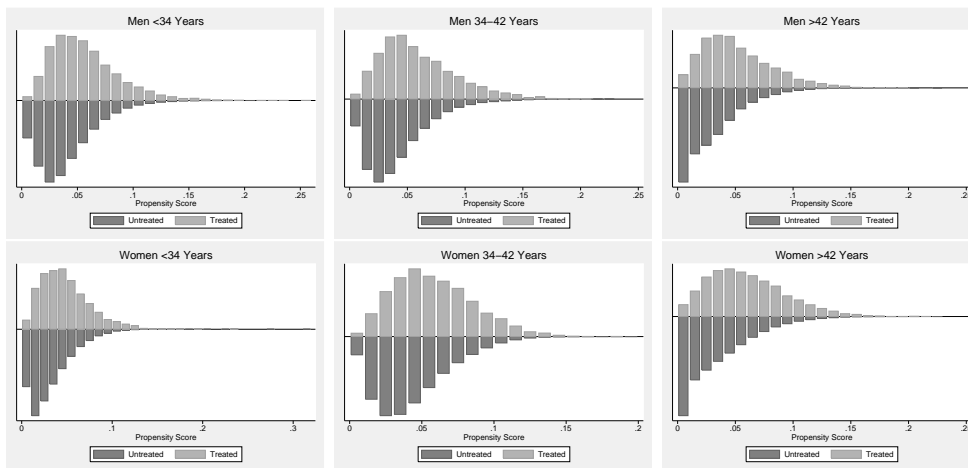 Men <34 Years
0 .05 .1 .15 .2 .25
Propensity Score
Untreated Treated
Men 34–42 Years
0 .05 .1 .15 .2 .25
Propensity Score
Untreated Treated
Men >42 Years
0 .05 .1 .15 .2 .25
Propensity Score
Untreated Treated
Women <34 Years
0 .1 .2 .3
Propensity Score
Untreated Treated
Women 34–42 Years
0 .05 .1 .15 .2
Propensity Score
Untreated Treated
Women >42 Years
0 .05 .1 .15 .2 .25
Propensity Score
Untreated Treated